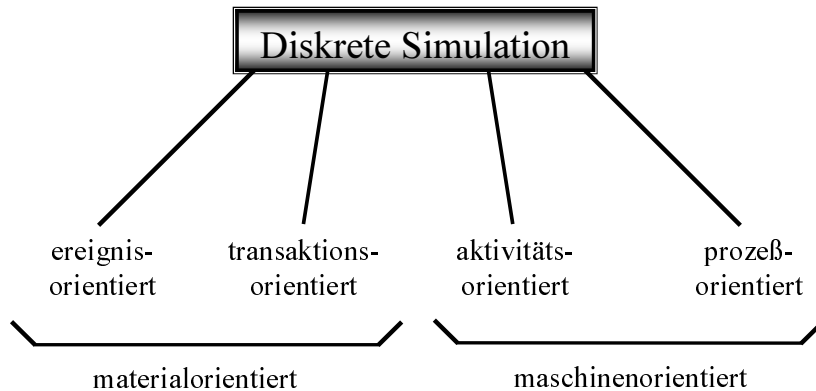 Diskrete Simulation
ereignis-
orientiert
transaktions-
orientiert
aktivitäts-
orientiert
prozeß-
orientiert
materialorientiert
maschinenorientiert